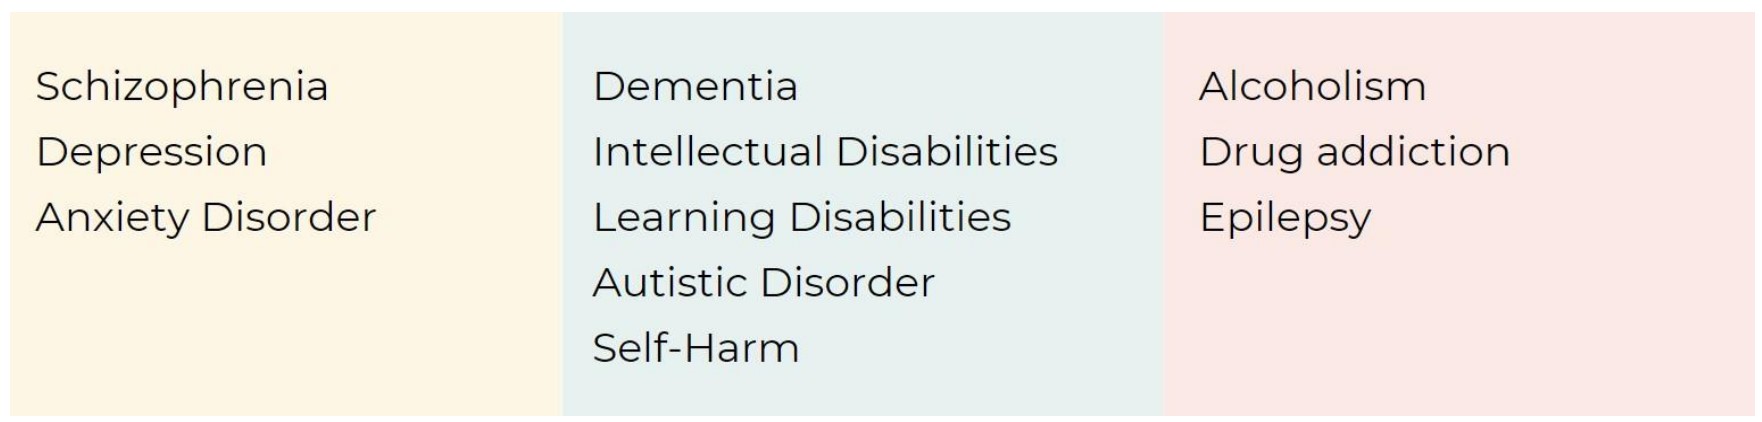 Schizophrenia
Depression
Anxiety Disorder
Dementia
Intellectual Disabilities
Learning Disabilities
Autistic Disorder
Self-Harm
Alcoholism
Drug addiction
Epilepsy